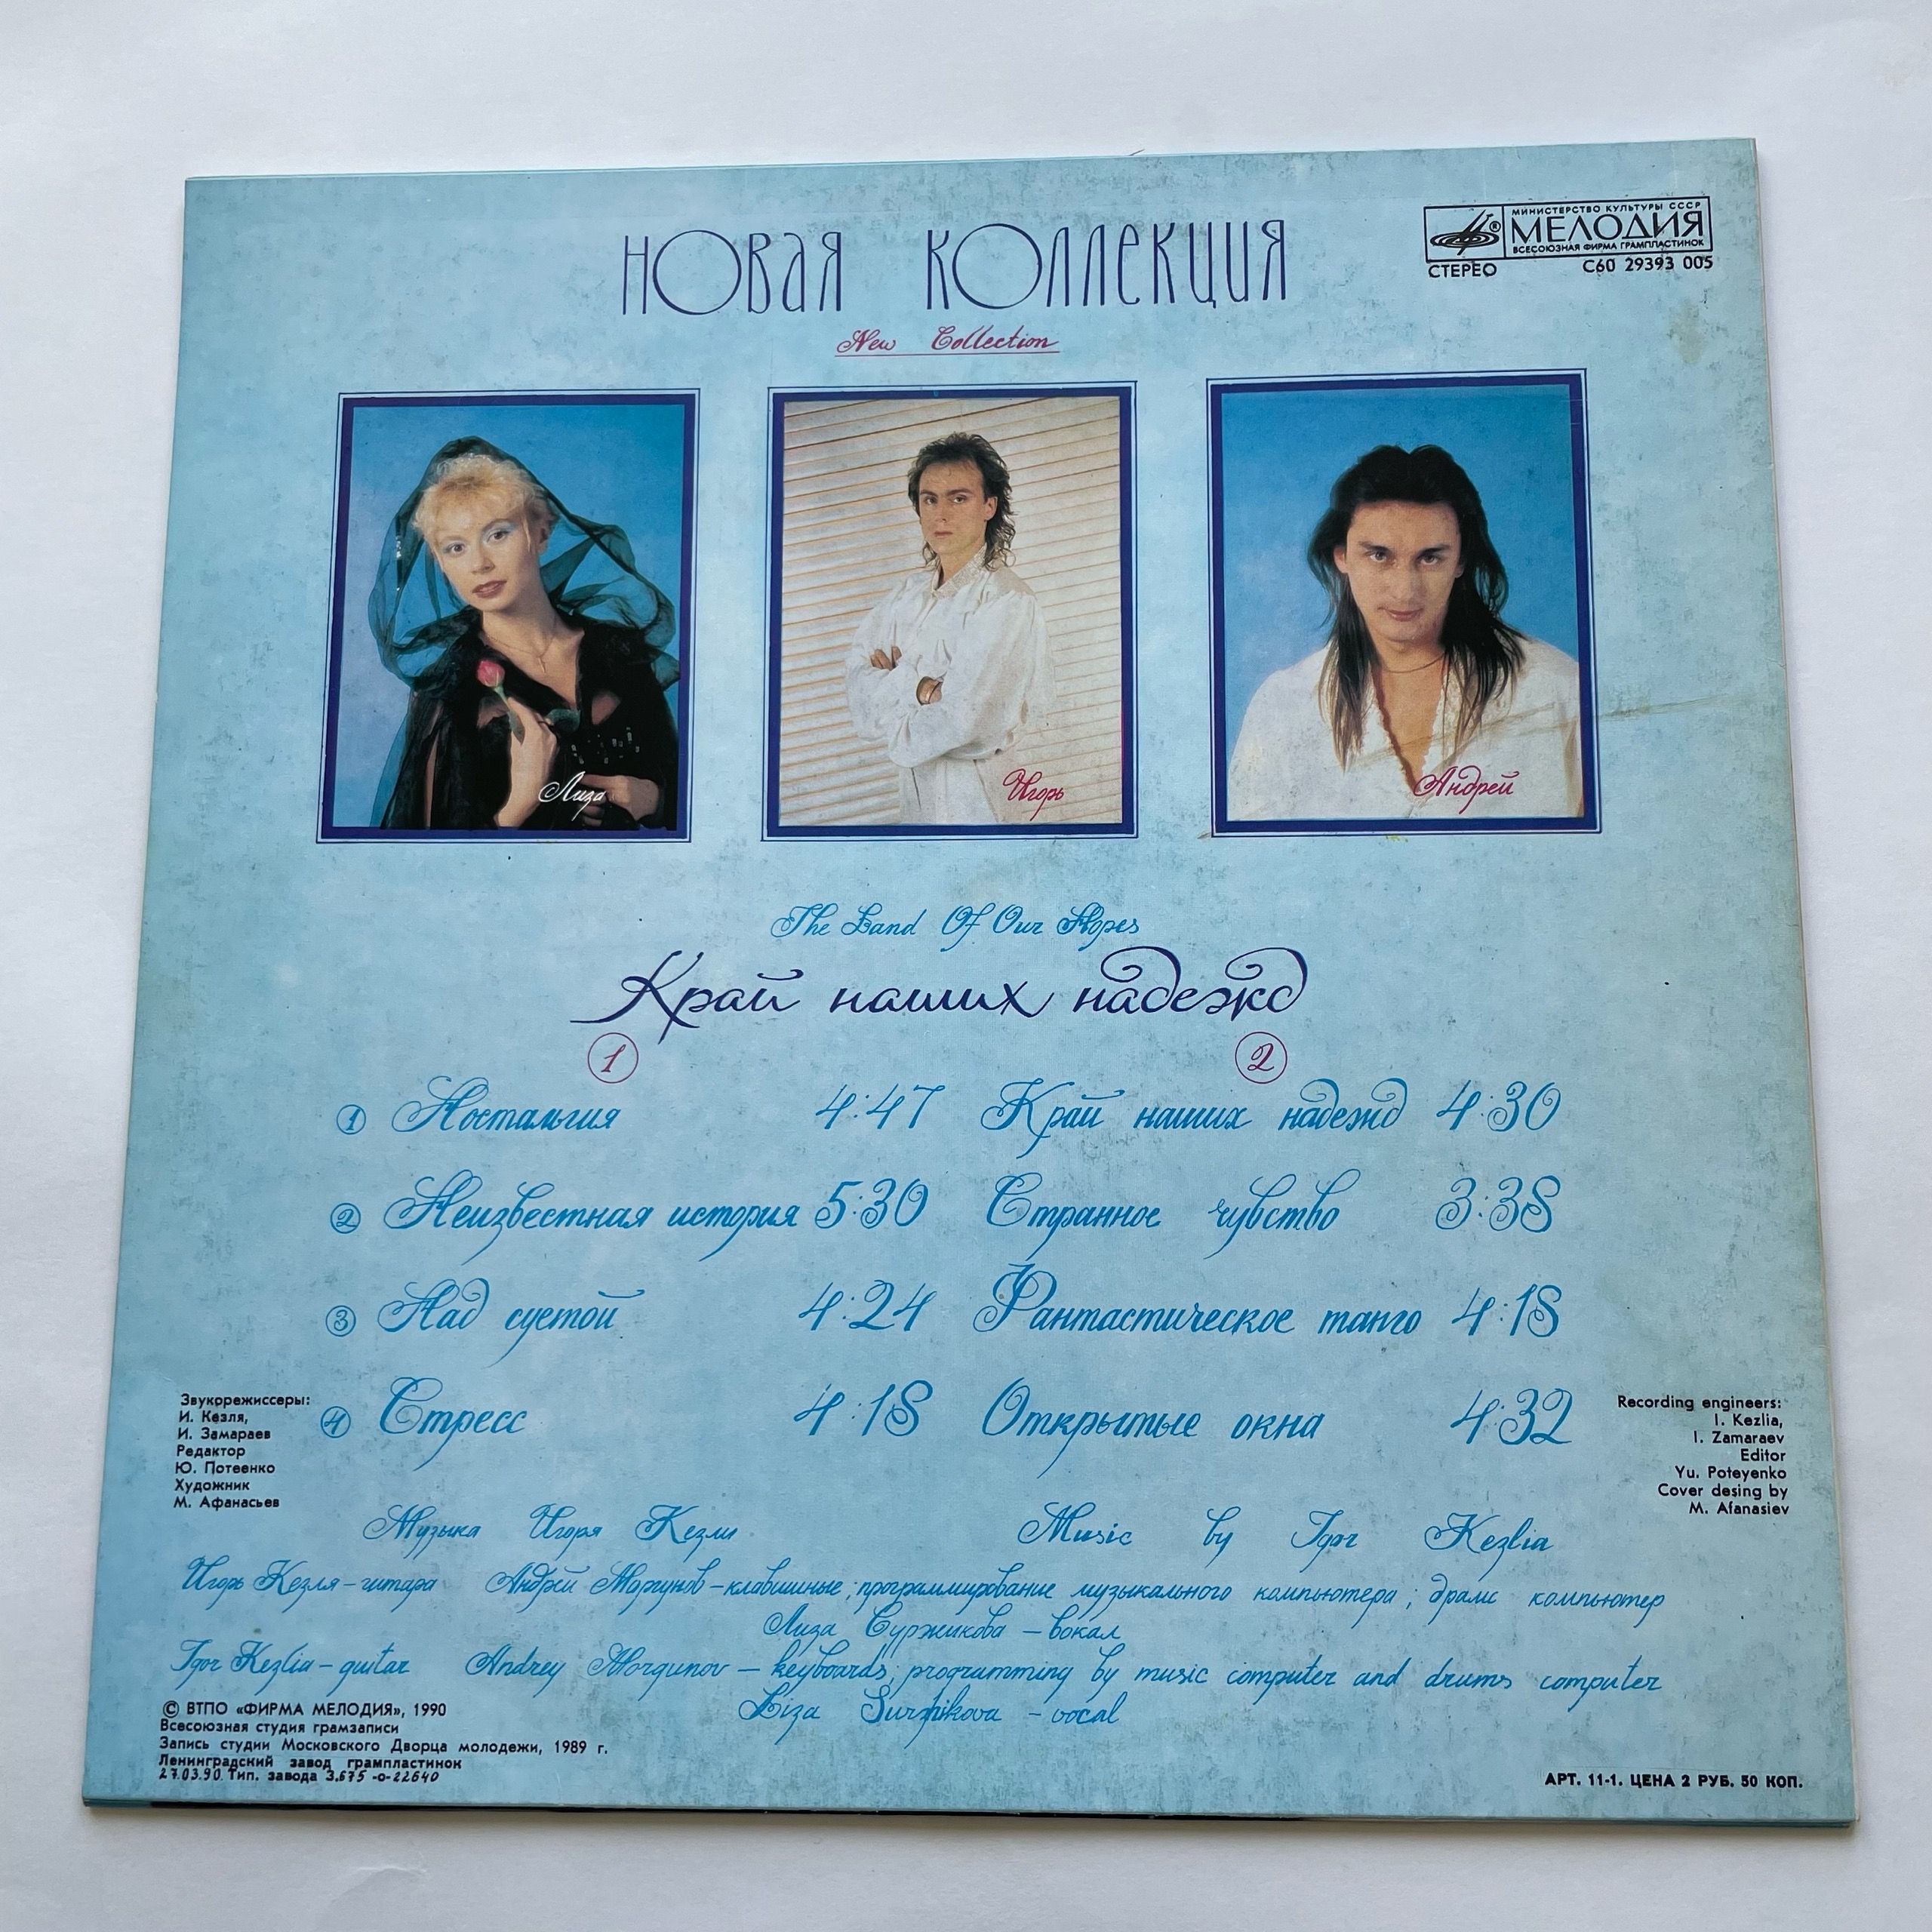 НОВАЯ КОЛЛЕКЦИЯ
New Collection
МИНИСТЕРСТВО КУЛЬТУРЫ СССР
МЕЛОДИЯ
ВСЕСОЮЗНАЯ ФИРМА ГРАМПЛАСТИНОК
СТЕРЕО С60 29393 005
Лиза
Игорь
Андрей
The Land Of Our Hopes
Край наших надежд
1
① Ностальгия 4:47
② Неизвестная история 5:30
③ Над суетой 4:24
④ Стресс 4:18
2
Край наших надежд 4:30
Странное чувство 3:38
Фантастическое танго 4:18
Открытые окна 4:32
Звукорежиссеры:
И. Кезля,
И. Замараев
Редактор
Ю. Потеенко
Художник
М. Афанасьев
Recording engineers:
I. Kezlia,
I. Zamaraev
Editor
Yu. Poteyenko
Cover desing by
M. Afanasiev
Музыка Игоря Кезли
Music by Igor Kezlia
Игорь Кезля – гитара Андрей Моргунов – клавишные; программирование музыкального компьютера; драмс компьютер
Лиза Суржикова – вокал
Igor Kezlia – guitar Andrey Morgunov – keyboards; programming by music computer and drums computer
Liza Surzhikova – vocal
© ВТПО «ФИРМА МЕЛОДИЯ», 1990
Всесоюзная студия грамзаписи
Запись студии Московского Дворца молодежи, 1989 г.
Ленинградский завод грампластинок
27.03.90. Тип. завода З.675 -о-22640
АРТ. 11-1. ЦЕНА 2 РУБ. 50 КОП.